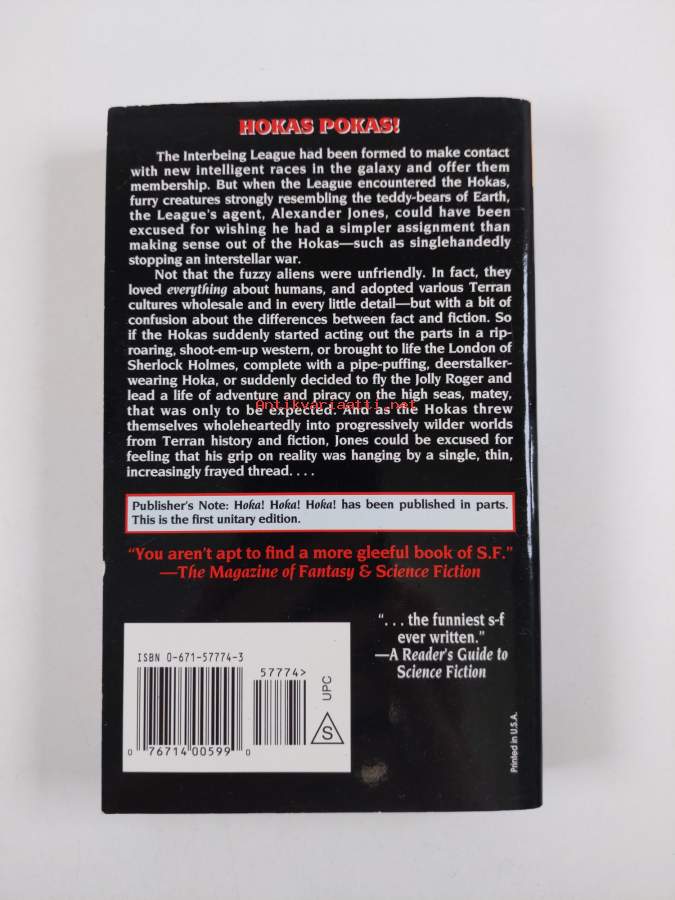 HOKAS POKAS!
The Interbeing League had been formed to make contact
with new intelligent races in the galaxy and offer them
membership. But when the League encountered the Hokas,
furry creatures strongly resembling the teddy-bears of Earth,
the League's agent, Alexander Jones, could have been
excused for wishing he had a simpler assignment than
making sense out of the Hokas—such as singlehandedly
stopping an interstellar war.
Not that the fuzzy aliens were unfriendly. In fact, they
loved everything about humans, and adopted various Terran
cultures wholesale and in every little detail—but with a bit of
confusion about the differences between fact and fiction. So
if the Hokas suddenly started acting out the parts in a rip-
roaring, shoot-em-up western, or brought to life the London of
Sherlock Holmes, complete with a pipe-puffing, deerstalker-
wearing Hoka, or suddenly decided to fly the Jolly Roger and
lead a life of adventure and piracy on the high seas, matey,
that was only to be expected. And as the Hokas threw
themselves wholeheartedly into progressively wilder worlds
from Terran history and fiction, Jones could be excused for
feeling that his grip on reality was hanging by a single, thin,
increasingly frayed thread. . . .
Antikvariaatti.net
Publisher's Note: Hoka! Hoka! Hoka! has been published in parts.
This is the first unitary edition.
"You aren't apt to find a more gleeful book of S.F."
—The Magazine of Fantasy & Science Fiction
". . . the funniest s-f
ever written."
—A Reader's Guide to
Science Fiction
ISBN 0-671-57774-3
57774>
UPC
S
0 76714 00599 0
Printed in U.S.A.